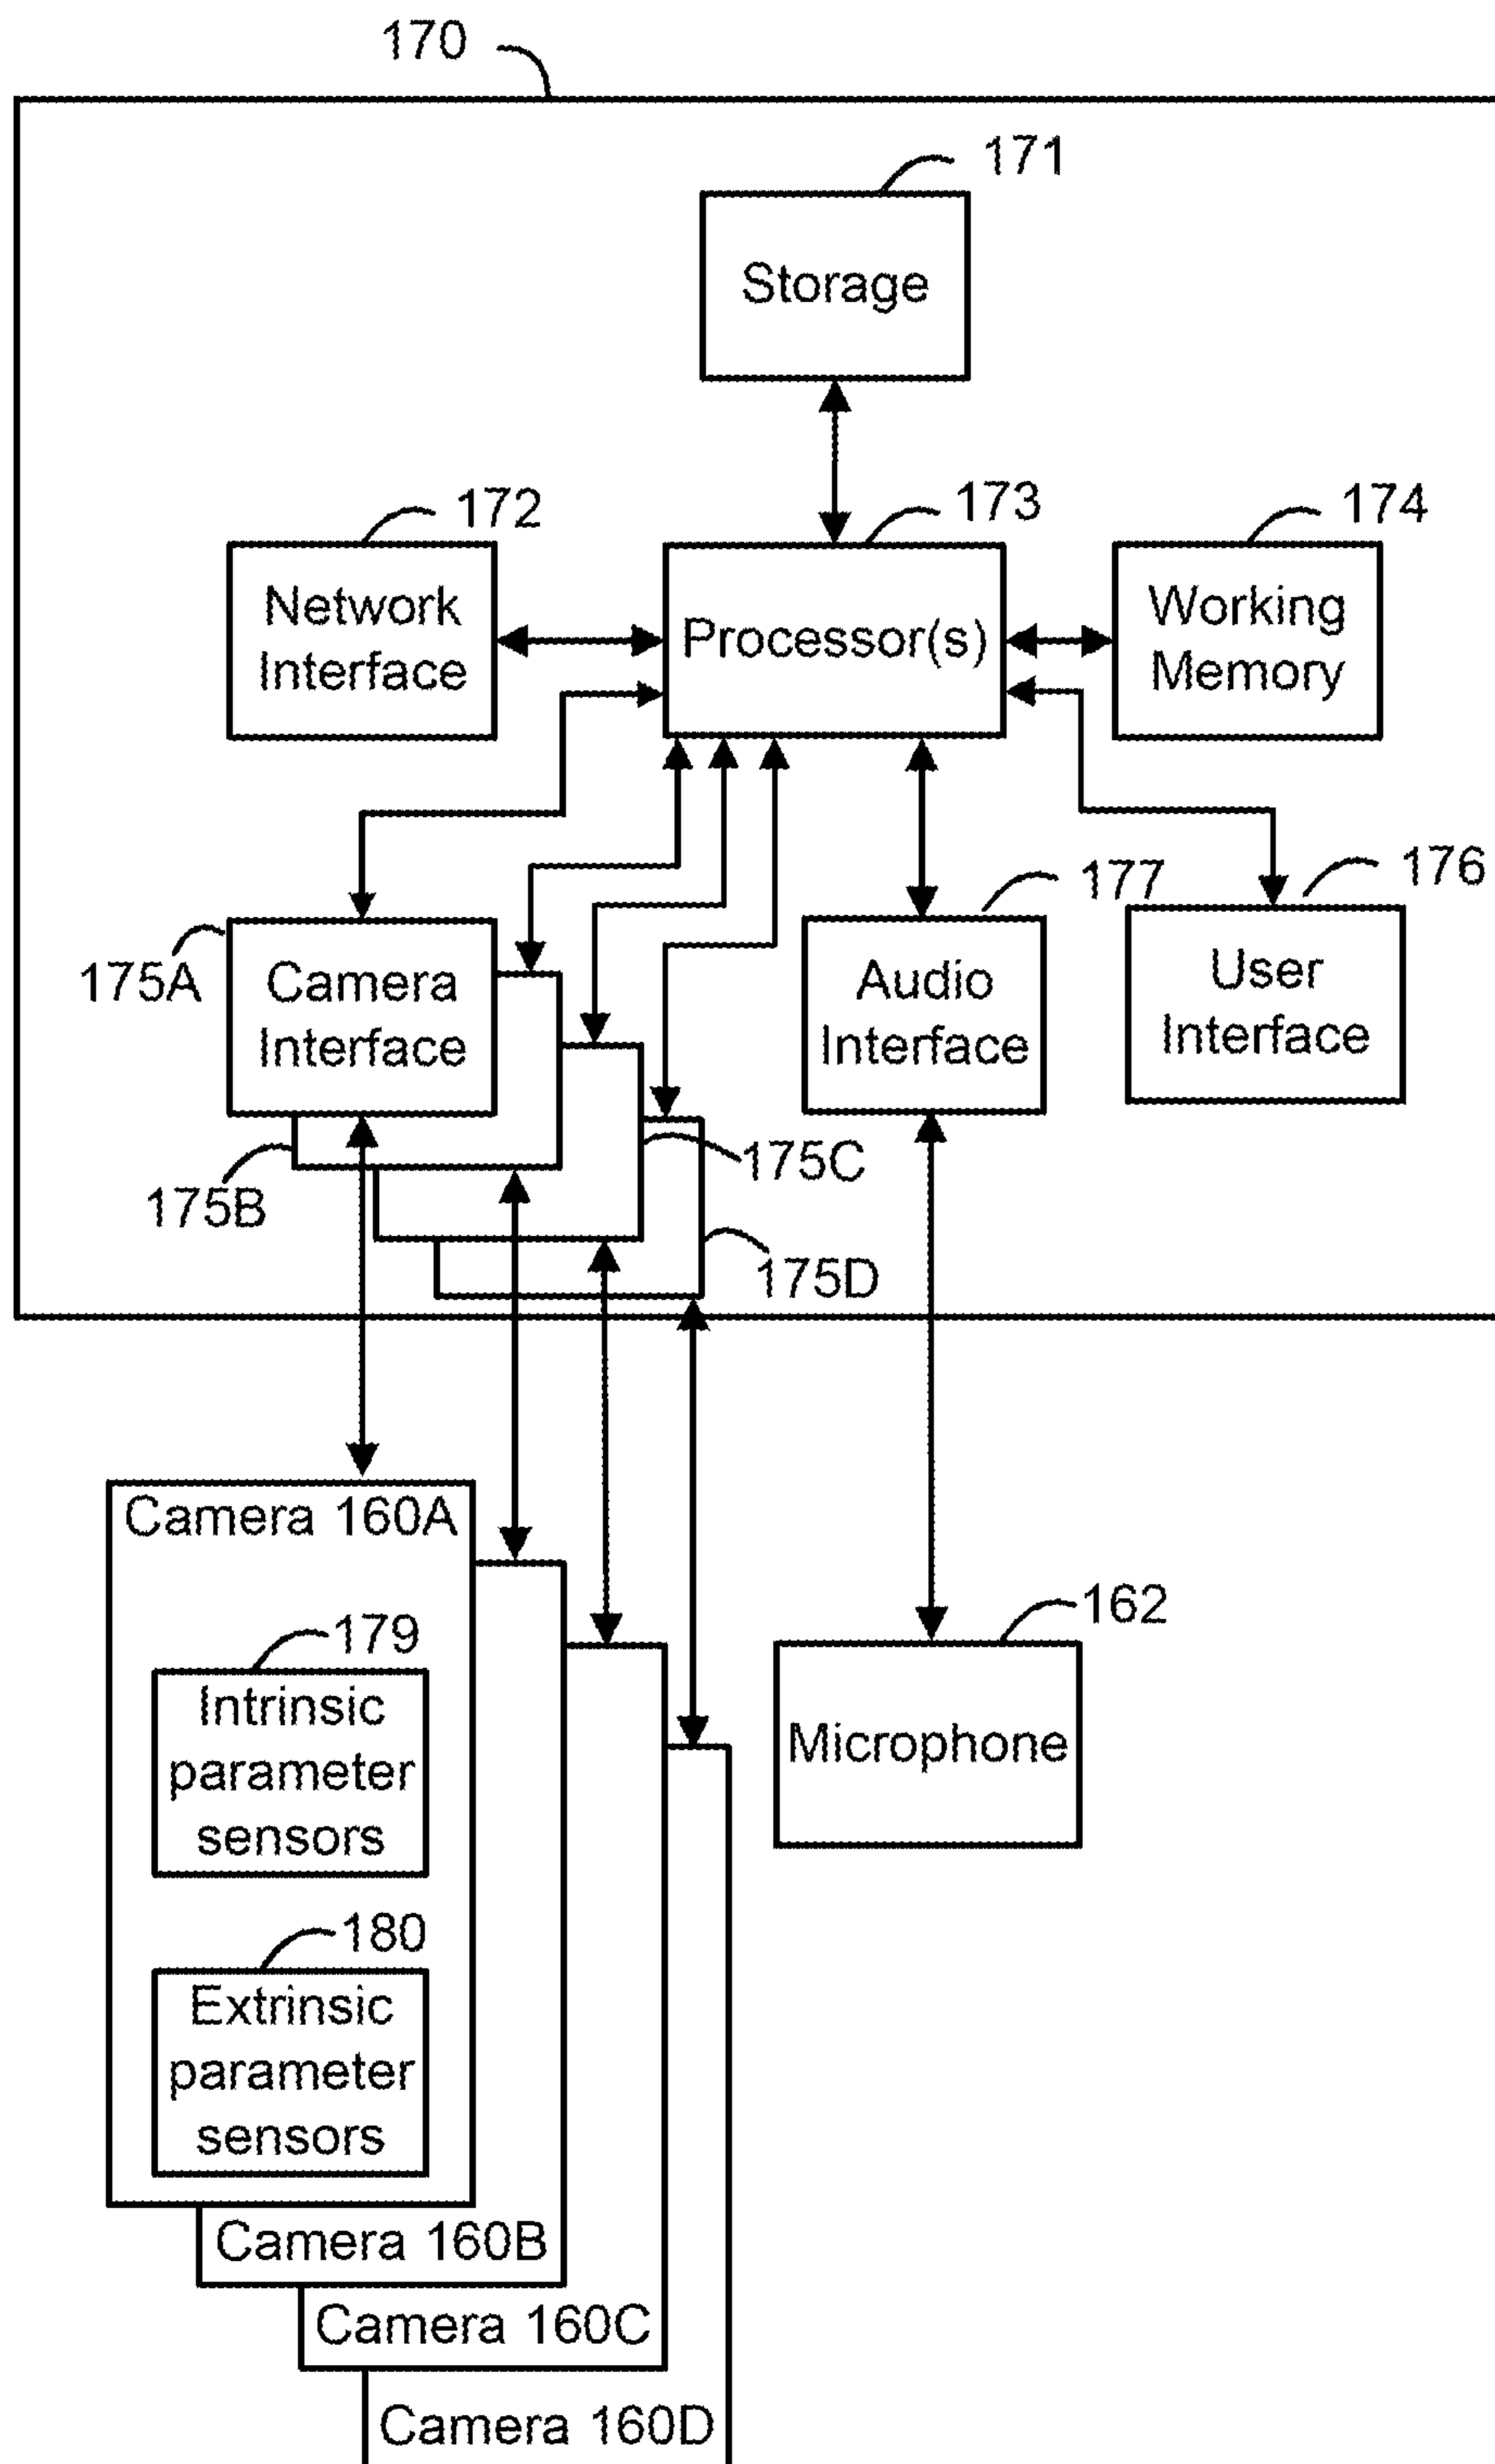 170
171
Storage
172
173
174
Network
Interface
Processor(s)
Working
Memory
177
176
175A
Camera
Interface
Audio
Interface
User
Interface
175B
175C
175D
Camera 160A
179
Intrinsic
parameter
sensors
162
Microphone
180
Extrinsic
parameter
sensors
Camera 160B
Camera 160C
Camera 160D